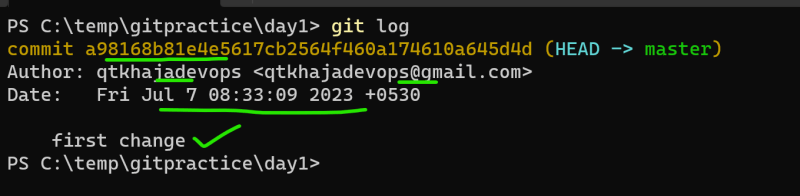 PS C:\temp\gitpractice\day1> git log
commit a98168b81e4e5617cb2564f460a174610a645d4d (HEAD -> master)
Author: qtkhajadevops <qtkhajadevops@gmail.com>
Date:   Fri Jul 7 08:33:09 2023 +0530
first change
PS C:\temp\gitpractice\day1>